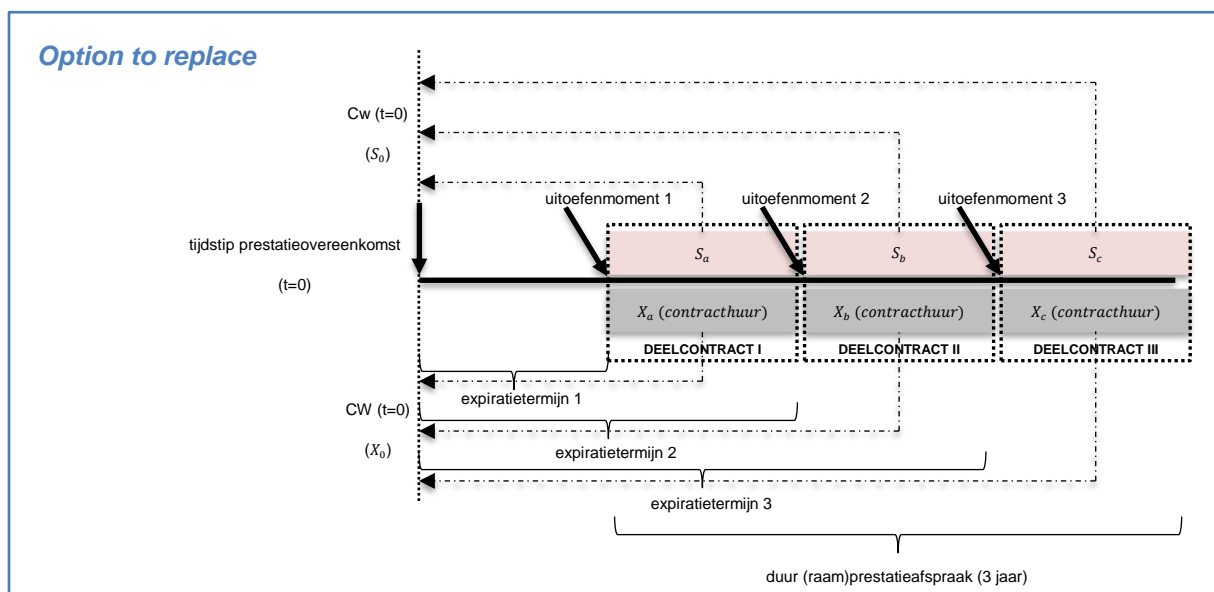 Option to replace
Cw (t=0)
(S₀)
uitoefenmoment 1
uitoefenmoment 2
uitoefenmoment 3
tijdstip prestatieovereenkomst
(t=0)
Sₐ
S_b
S_c
Xₐ (contracthuur)
X_b (contracthuur)
X_c (contracthuur)
DEELCONTRACT I
DEELCONTRACT II
DEELCONTRACT III
expiratietermijn 1
CW (t=0)
(X₀)
expiratietermijn 2
expiratietermijn 3
duur (raam)prestatieafspraak (3 jaar)